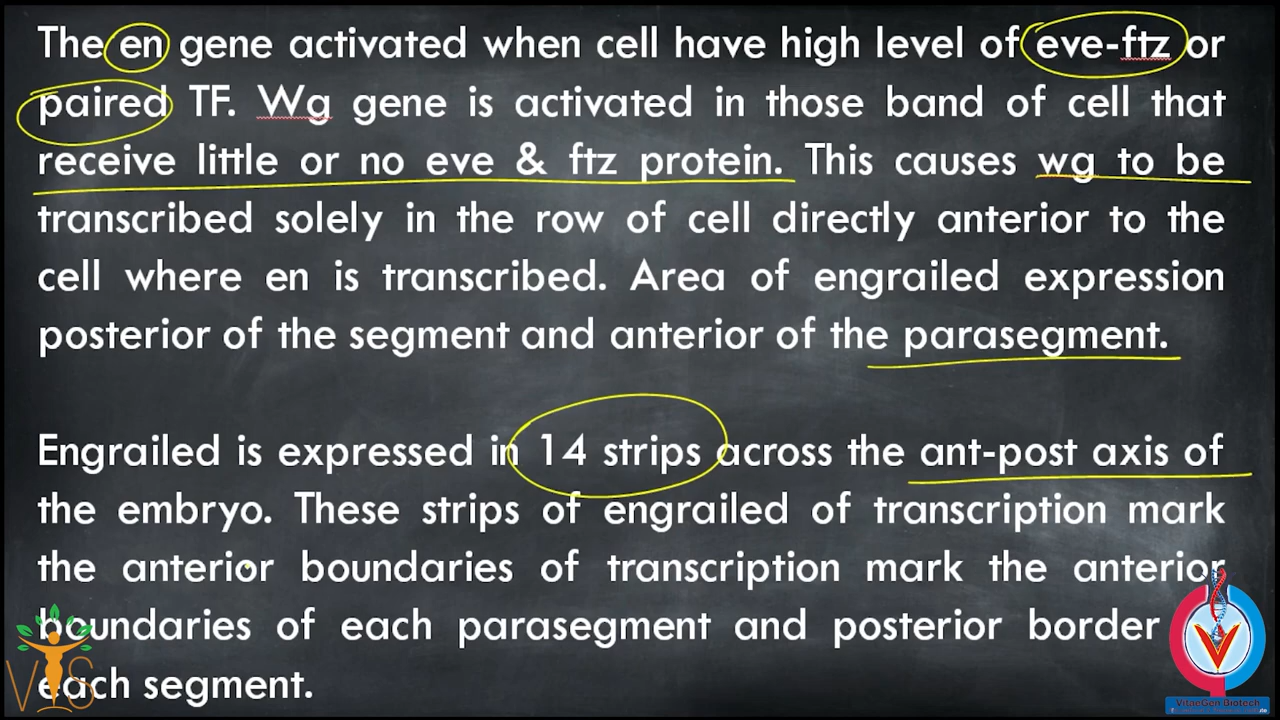 The en gene activated when cell have high level of eve-ftz or
paired TF. Wg gene is activated in those band of cell that
receive little or no eve & ftz protein. This causes wg to be
transcribed solely in the row of cell directly anterior to the
cell where en is transcribed. Area of engrailed expression
posterior of the segment and anterior of the parasegment.
Engrailed is expressed in 14 strips across the ant-post axis of
the embryo. These strips of engrailed of transcription mark
the anterior boundaries of transcription mark the anterior
boundaries of each parasegment and posterior border
each segment.
VS
V
VitaeGen Biotech